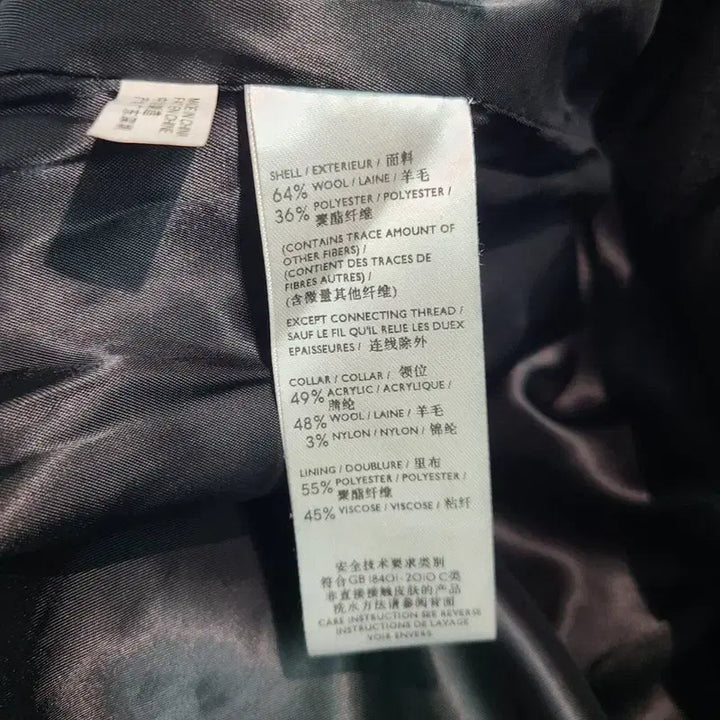 MADE IN CHINA
SHELL / EXTERIEUR / 面料
64% WOOL / LAINE / 羊毛
36% POLYESTER / POLYESTER /
聚酯纤维
(CONTAINS TRACE AMOUNT OF
OTHER FIBERS) /
(CONTIENT DES TRACES DE
FIBRES AUTRES) /
(含微量其他纤维)
EXCEPT CONNECTING THREAD /
SAUF LE FIL QU'IL RELIE LES DUEX
EPAISSEURES / 连线除外
COLLAR / COLLAR / 领位
49% ACRYLIC / ACRYLIQUE /
腈纶
48% WOOL / LAINE / 羊毛
3% NYLON / NYLON / 锦纶
LINING / DOUBLURE / 里布
55% POLYESTER / POLYESTER /
聚酯纤维
45% VISCOSE / VISCOSE / 粘纤
安全技术要求类别
符合GB 18401-2010 C类
非直接接触皮肤的产品
洗水方法请参阅背面
CARE INSTRUCTION SEE REVERSE
INSTRUCTIONS DE LAVAGE
VOIR ENVERS